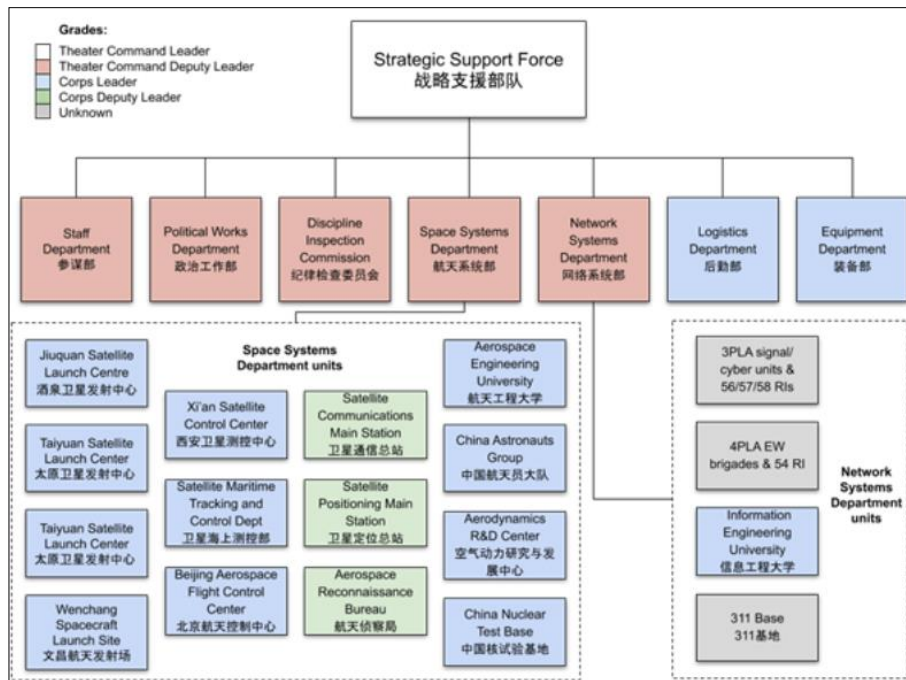 Grades:
Theater Command Leader
Theater Command Deputy Leader
Corps Leader
Corps Deputy Leader
Unknown
Strategic Support Force
战略支援部队
Staff
Department
参谋部
Political Works
Department
政治工作部
Discipline
Inspection
Commission
纪律检查委员会
Space Systems
Department
航天系统部
Network
Systems
Department
网络系统部
Logistics
Department
后勤部
Equipment
Department
装备部
Space Systems
Department units
Jiuquan Satellite
Launch Centre
酒泉卫星发射中心
Taiyuan Satellite
Launch Center
太原卫星发射中心
Taiyuan Satellite
Launch Center
太原卫星发射中心
Wenchang
Spacecraft
Launch Site
文昌航天发射场
Xi'an Satellite
Control Center
西安卫星测控中心
Satellite Maritime
Tracking and
Control Dept
卫星海上测控部
Beijing Aerospace
Flight Control
Center
北京航天控制中心
Satellite
Communications
Main Station
卫星通信总站
Satellite
Positioning Main
Station
卫星定位总站
Aerospace
Reconnaissance
Bureau
航天侦察局
Aerospace
Engineering
University
航天工程大学
China Astronauts
Group
中国航天员大队
Aerodynamics
R&D Center
空气动力研究与发
展中心
China Nuclear
Test Base
中国核试验基地
3PLA signal/
cyber units &
56/57/58 RIs
4PLA EW
brigades & 54 RI
Information
Engineering
University
信息工程大学
311 Base
311基地
Network
Systems
Department
units